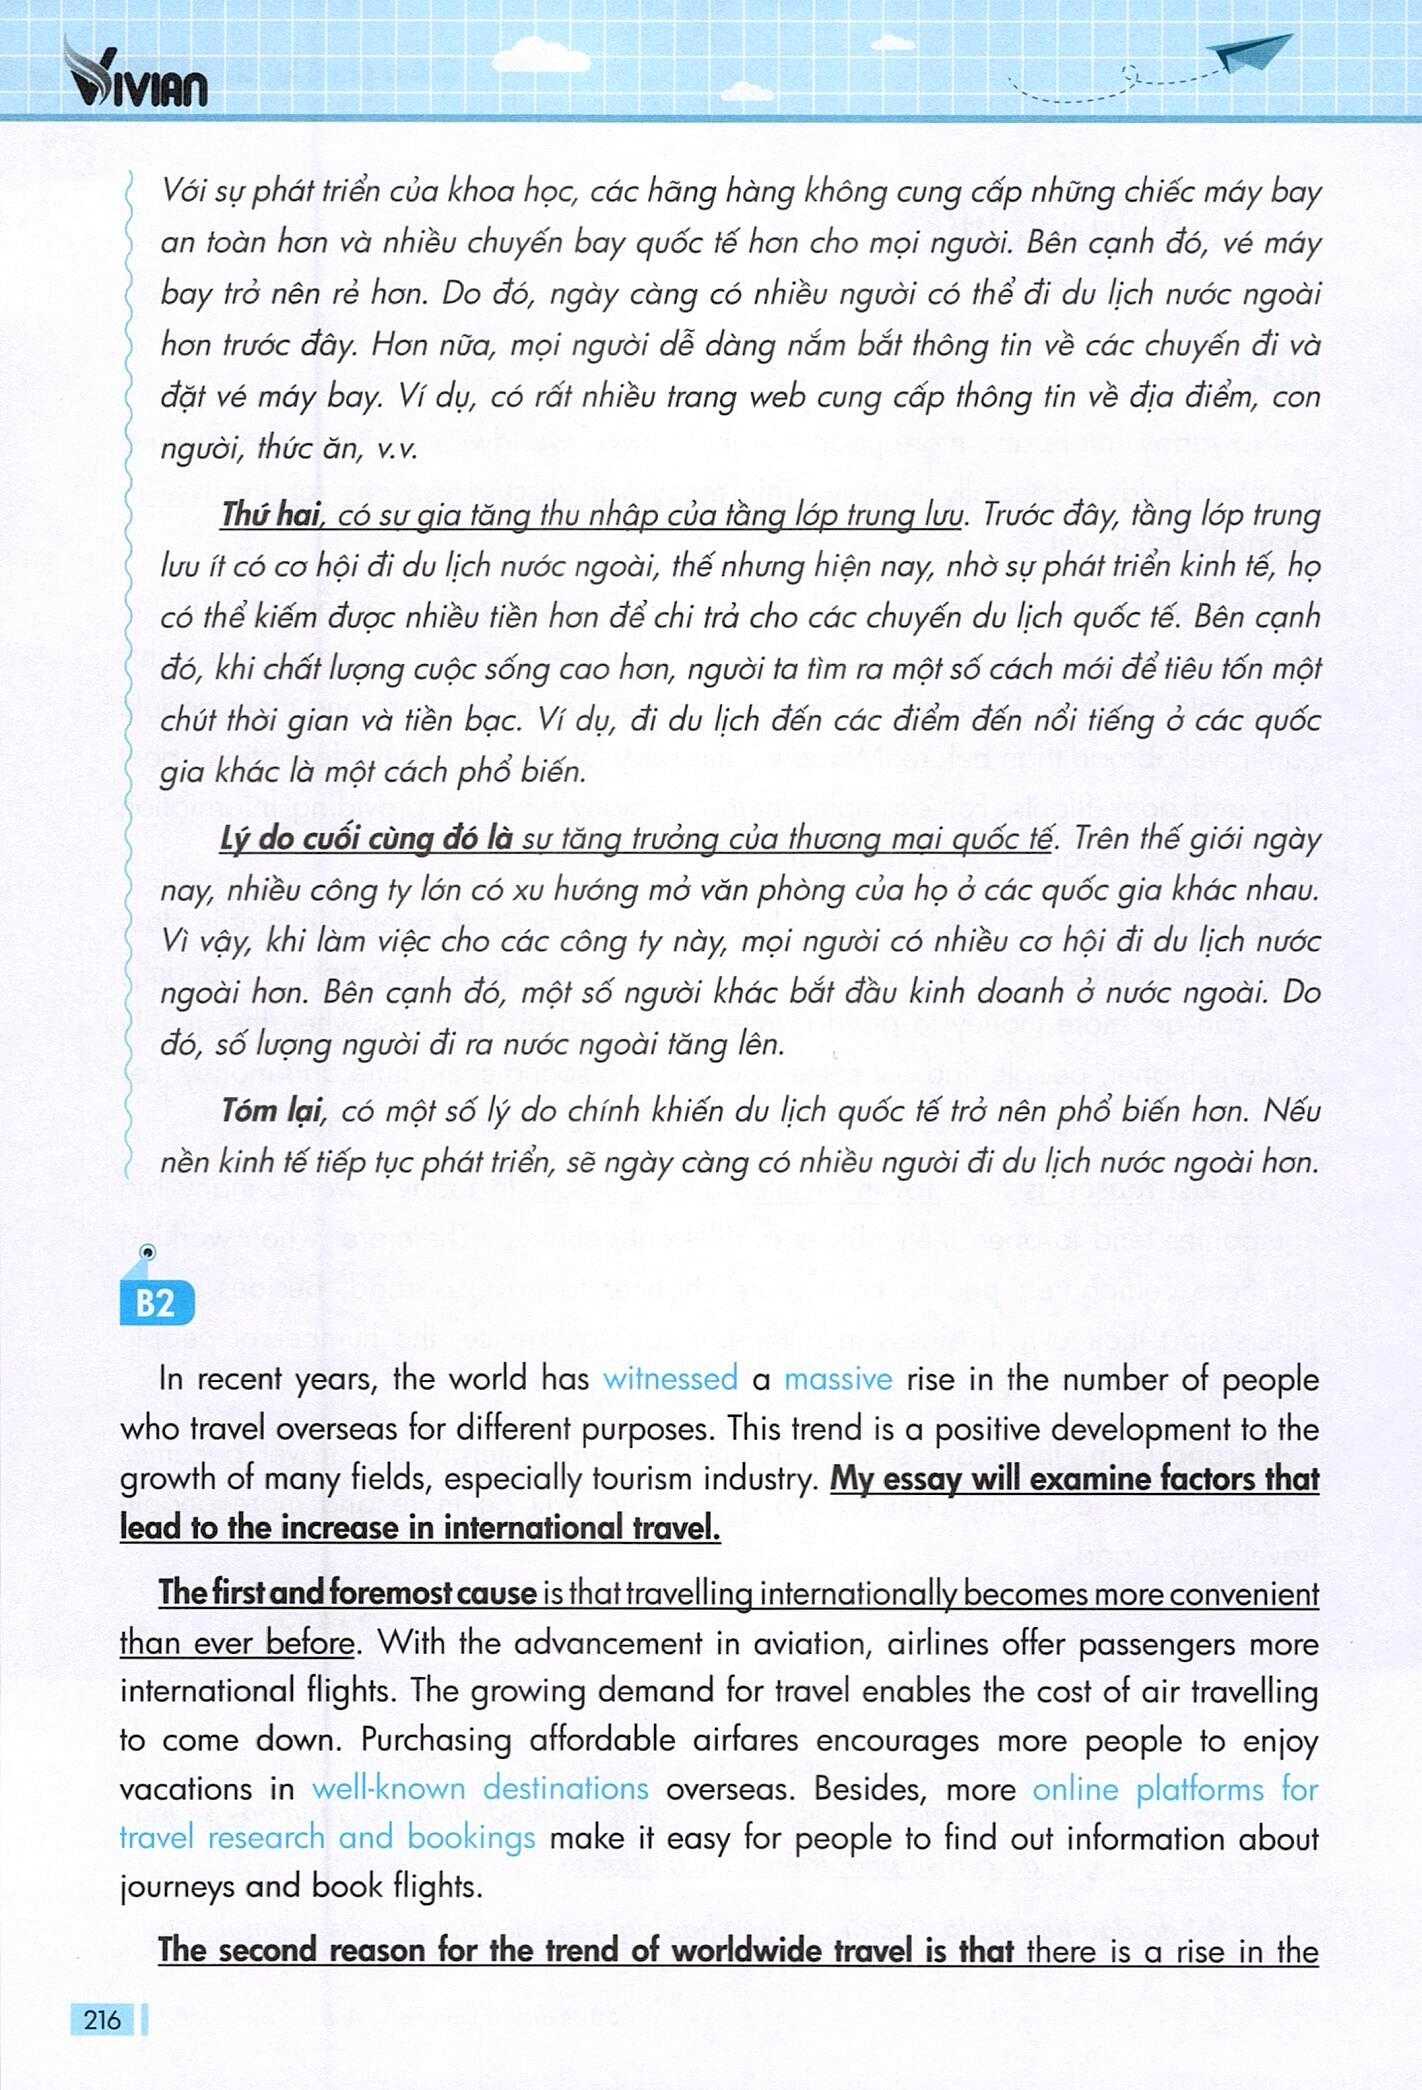 VIVIAN
Với sự phát triển của khoa học, các hãng hàng không cung cấp những chiếc máy bay
an toàn hơn và nhiều chuyến bay quốc tế hơn cho mọi người. Bên cạnh đó, vé máy
bay trở nên rẻ hơn. Do đó, ngày càng có nhiều người có thể đi du lịch nước ngoài
hơn trước đây. Hơn nữa, mọi người dễ dàng nắm bắt thông tin về các chuyến đi và
đặt vé máy bay. Ví dụ, có rất nhiều trang web cung cấp thông tin về địa điểm, con
người, thức ăn, v.v.
Thứ hai, có sự gia tăng thu nhập của tầng lớp trung lưu. Trước đây, tầng lớp trung
lưu ít có cơ hội đi du lịch nước ngoài, thế nhưng hiện nay, nhờ sự phát triển kinh tế, họ
có thể kiếm được nhiều tiền hơn để chi trả cho các chuyến du lịch quốc tế. Bên cạnh
đó, khi chất lượng cuộc sống cao hơn, người ta tìm ra một số cách mới để tiêu tốn một
chút thời gian và tiền bạc. Ví dụ, đi du lịch đến các điểm đến nổi tiếng ở các quốc
gia khác là một cách phổ biến.
Lý do cuối cùng đó là sự tăng trưởng của thương mại quốc tế. Trên thế giới ngày
nay, nhiều công ty lớn có xu hướng mở văn phòng của họ ở các quốc gia khác nhau.
Vì vậy, khi làm việc cho các công ty này, mọi người có nhiều cơ hội đi du lịch nước
ngoài hơn. Bên cạnh đó, một số người khác bắt đầu kinh doanh ở nước ngoài. Do
đó, số lượng người đi ra nước ngoài tăng lên.
Tóm lại, có một số lý do chính khiến du lịch quốc tế trở nên phổ biến hơn. Nếu
nền kinh tế tiếp tục phát triển, sẽ ngày càng có nhiều người đi du lịch nước ngoài hơn.
B2
In recent years, the world has witnessed a massive rise in the number of people
who travel overseas for different purposes. This trend is a positive development to the
growth of many fields, especially tourism industry. My essay will examine factors that
lead to the increase in international travel.
The first and foremost cause is that travelling internationally becomes more convenient
than ever before. With the advancement in aviation, airlines offer passengers more
international flights. The growing demand for travel enables the cost of air travelling
to come down. Purchasing affordable airfares encourages more people to enjoy
vacations in well-known destinations overseas. Besides, more online platforms for
travel research and bookings make it easy for people to find out information about
journeys and book flights.
The second reason for the trend of worldwide travel is that there is a rise in the
216